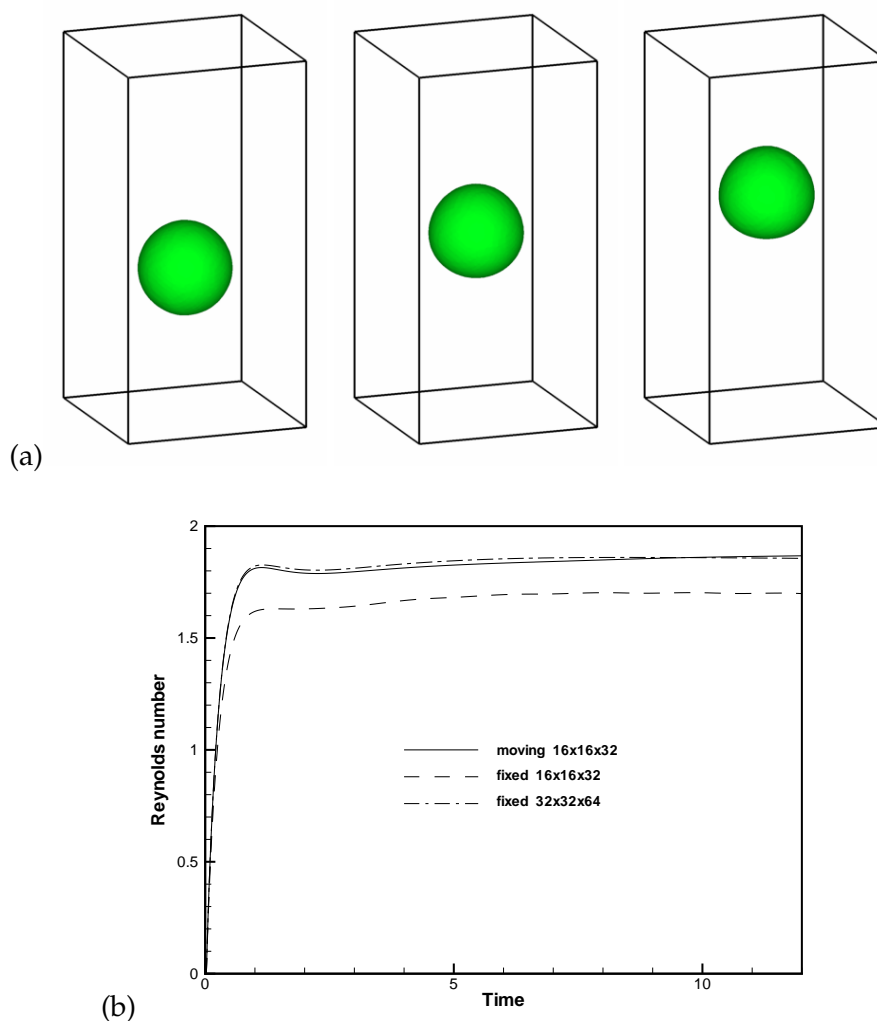 (a)
2
1.5
1
0.5
0
Reynolds number
moving 16x16x32
fixed 16x16x32
fixed 32x32x64
0
5
10
Time
(b)